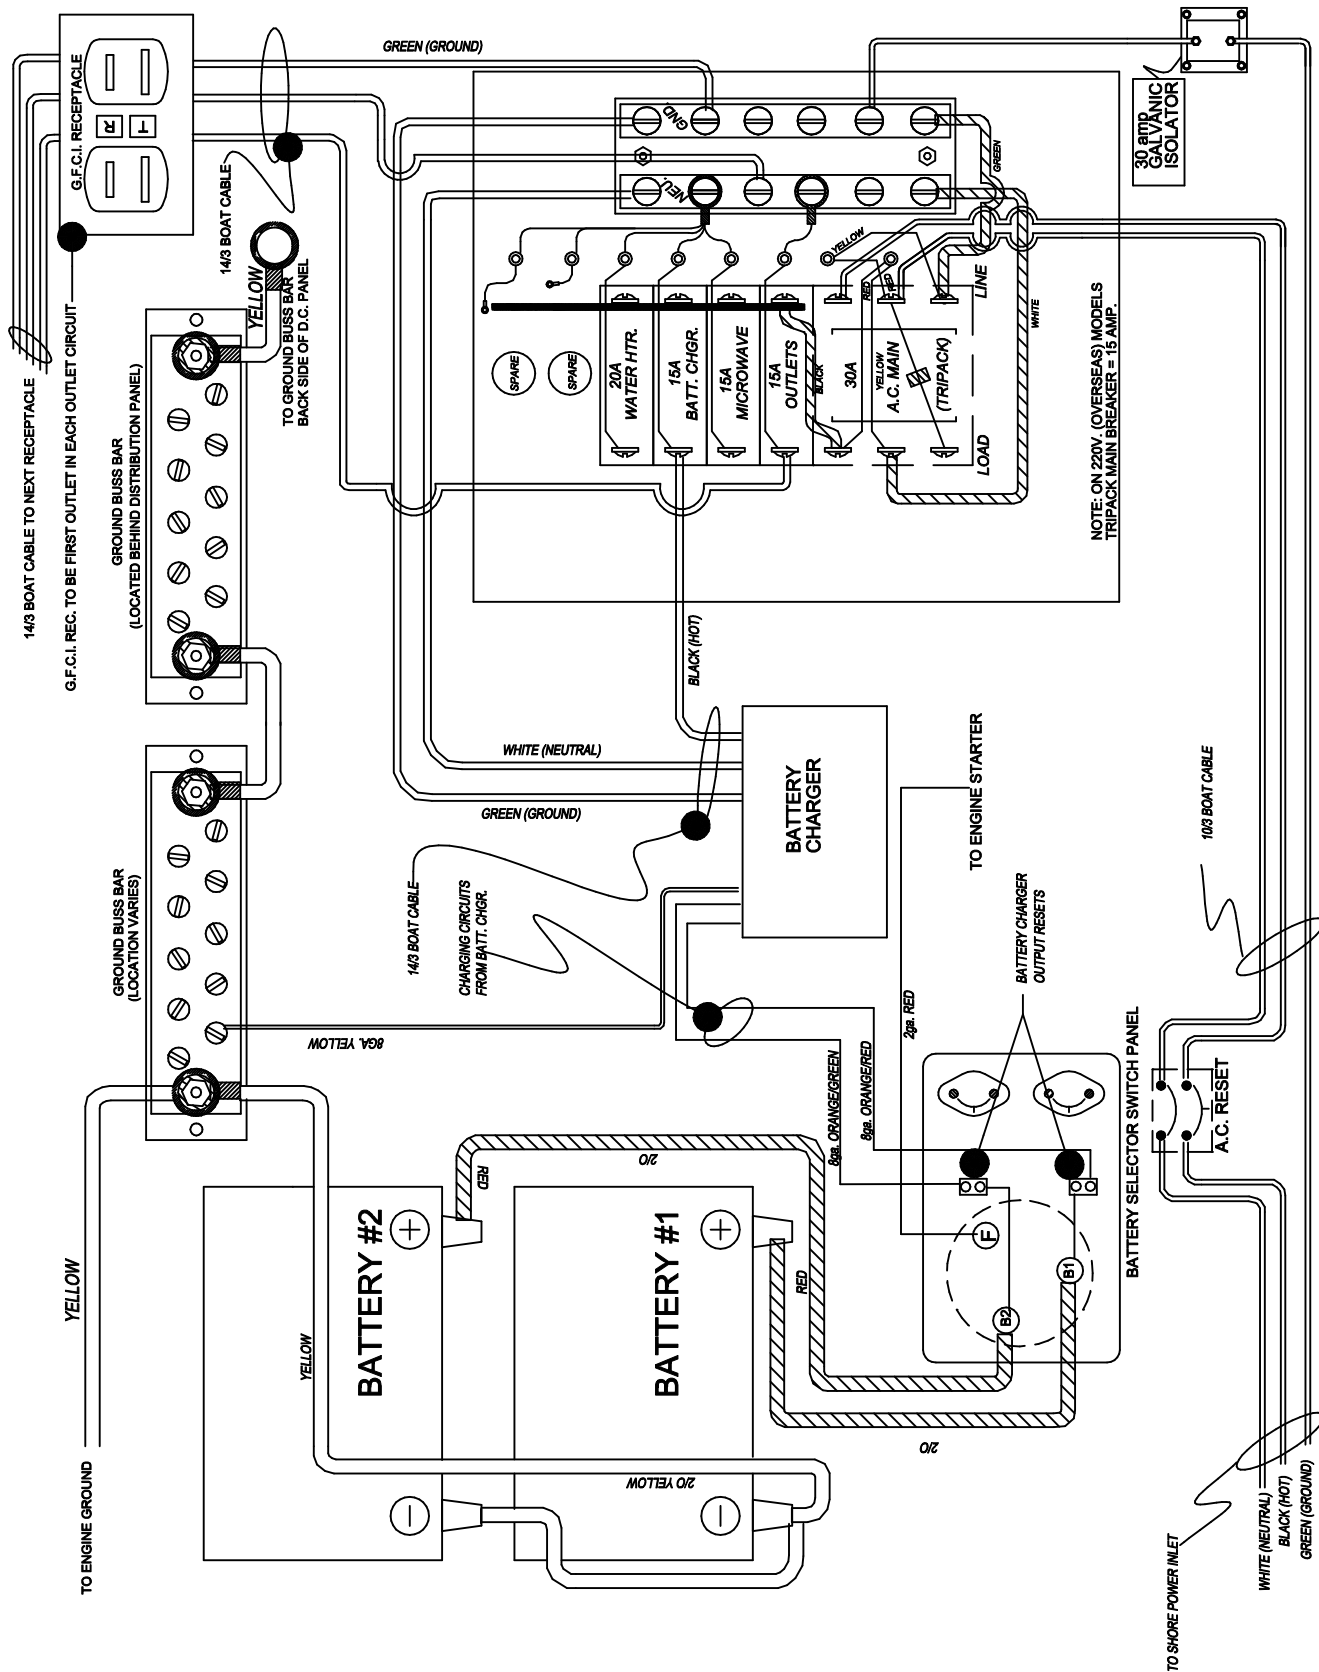 G.F.C.I. RECEPTACLE
T
R
14/3 BOAT CABLE TO NEXT RECEPTACLE
G.F.C.I. REC. TO BE FIRST OUTLET IN EACH OUTLET CIRCUIT
14/3 BOAT CABLE
YELLOW
TO GROUND BUSS BAR
BACK SIDE OF D.C. PANEL
GROUND BUSS BAR
(LOCATED BEHIND DISTRIBUTION PANEL)
GROUND BUSS BAR
(LOCATION VARIES)
GREEN (GROUND)
GND.
NEU.
GREEN
30 amp
GALVANIC
ISOLATOR
YELLOW
RED
RED
LINE
WHITE
SPARE
SPARE
20A
WATER HTR.
15A
BATT. CHGR.
15A
MICROWAVE
15A
OUTLETS
BLACK
30A
YELLOW
A.C. MAIN
(TRIPACK)
LOAD
NOTE: ON 220V. (OVERSEAS) MODELS
TRIPACK MAIN BREAKER = 15 AMP.
BLACK (HOT)
WHITE (NEUTRAL)
GREEN (GROUND)
BATTERY
CHARGER
14/3 BOAT CABLE
CHARGING CIRCUITS
FROM BATT. CHGR.
8GA. YELLOW
TO ENGINE STARTER
10/3 BOAT CABLE
BATTERY CHARGER
OUTPUT RESETS
2ga. RED
8ga. ORANGE/GREEN
8ga. ORANGE/RED
BATTERY SELECTOR SWITCH PANEL
A.C. RESET
F
B1
B2
RED
2/O
RED
2/O
BATTERY #2
+
−
BATTERY #1
+
−
YELLOW
YELLOW
2/O YELLOW
TO ENGINE GROUND
TO SHORE POWER INLET
WHITE (NEUTRAL)
BLACK (HOT)
GREEN (GROUND)